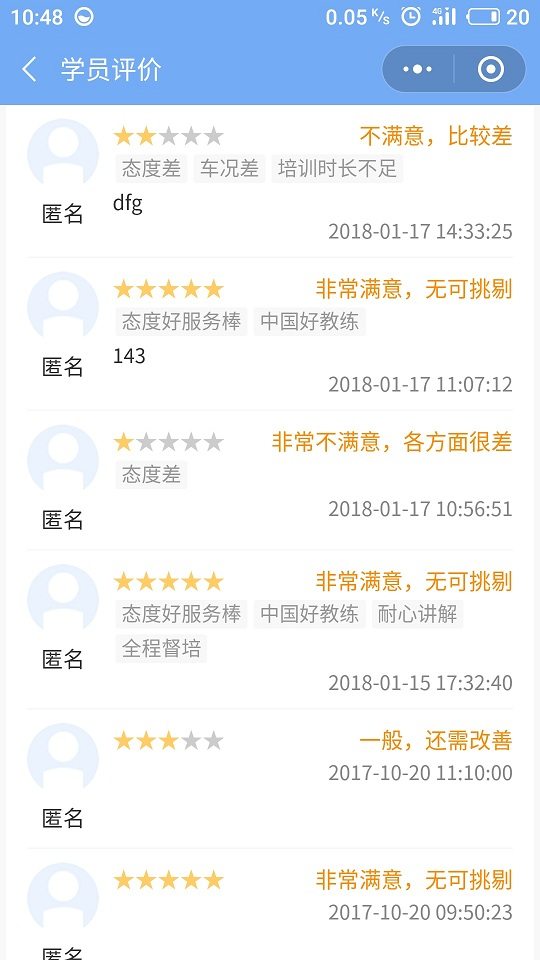 10:48 0.05 K/s 4G 20
学员评价
不满意，比较差
态度差 车况差 培训时长不足
匿名 dfg
2018-01-17 14:33:25
非常满意，无可挑剔
态度好服务棒 中国好教练
匿名 143
2018-01-17 11:07:12
非常不满意，各方面很差
态度差
匿名 2018-01-17 10:56:51
非常满意，无可挑剔
态度好服务棒 中国好教练 耐心讲解
匿名 全程督培
2018-01-15 17:32:40
一般，还需改善
2017-10-20 11:10:00
匿名
非常满意，无可挑剔
2017-10-20 09:50:23
匿名